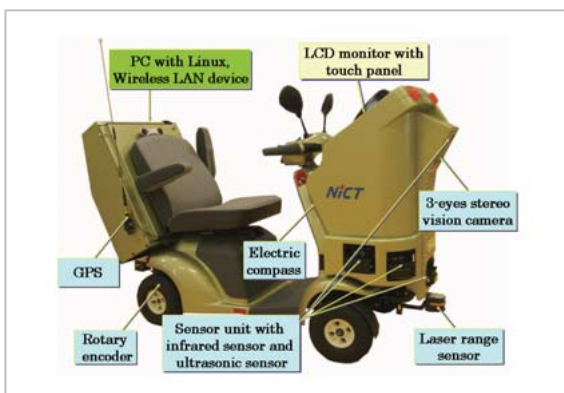 PC with Linux,
Wireless LAN device
LCD monitor with
touch panel
NiCT
3-eyes stereo
vision camera
Electric
compass
GPS
Rotary
encoder
Sensor unit with
infrared sensor and
ultrasonic sensor
Laser range
sensor